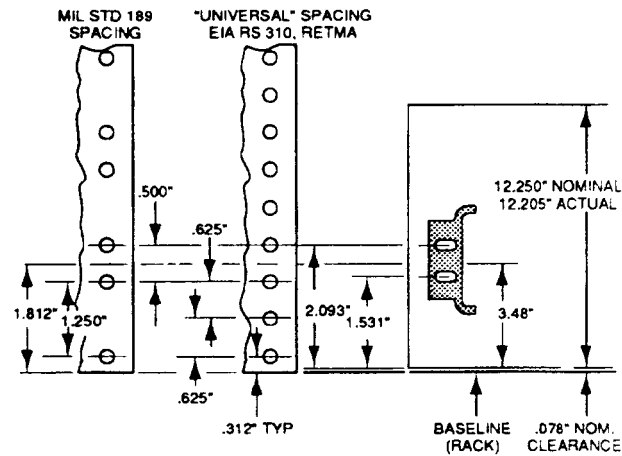 MIL STD 189
SPACING
"UNIVERSAL" SPACING
EIA RS 310, RETMA
.500"
.625"
12.250" NOMINAL
12.205" ACTUAL
1.812"
1.250"
2.093"
1.531"
3.48"
.625"
.312" TYP
BASELINE
(RACK)
.078" NOM.
CLEARANCE